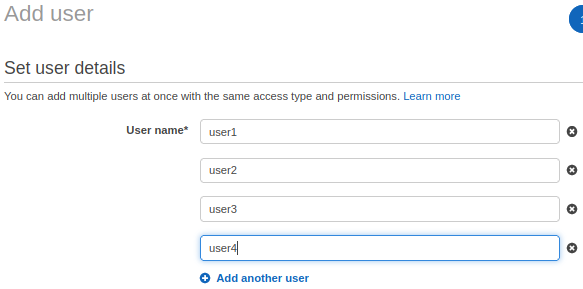 Add user
Set user details
You can add multiple users at once with the same access type and permissions. Learn more
User name* user1
user2
user3
user4
Add another user